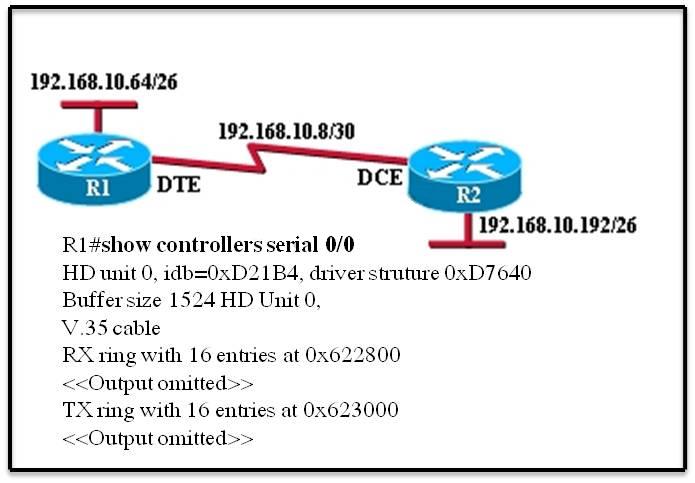 192.168.10.64/26
192.168.10.8/30
R1
DTE
DCE
R2
192.168.10.192/26
R1#show controllers serial 0/0
HD unit 0, idb=0xD21B4, driver struture 0xD7640
Buffer size 1524 HD Unit 0,
V.35 cable
RX ring with 16 entries at 0x622800
<<Output omitted>>
TX ring with 16 entries at 0x623000
<<Output omitted>>